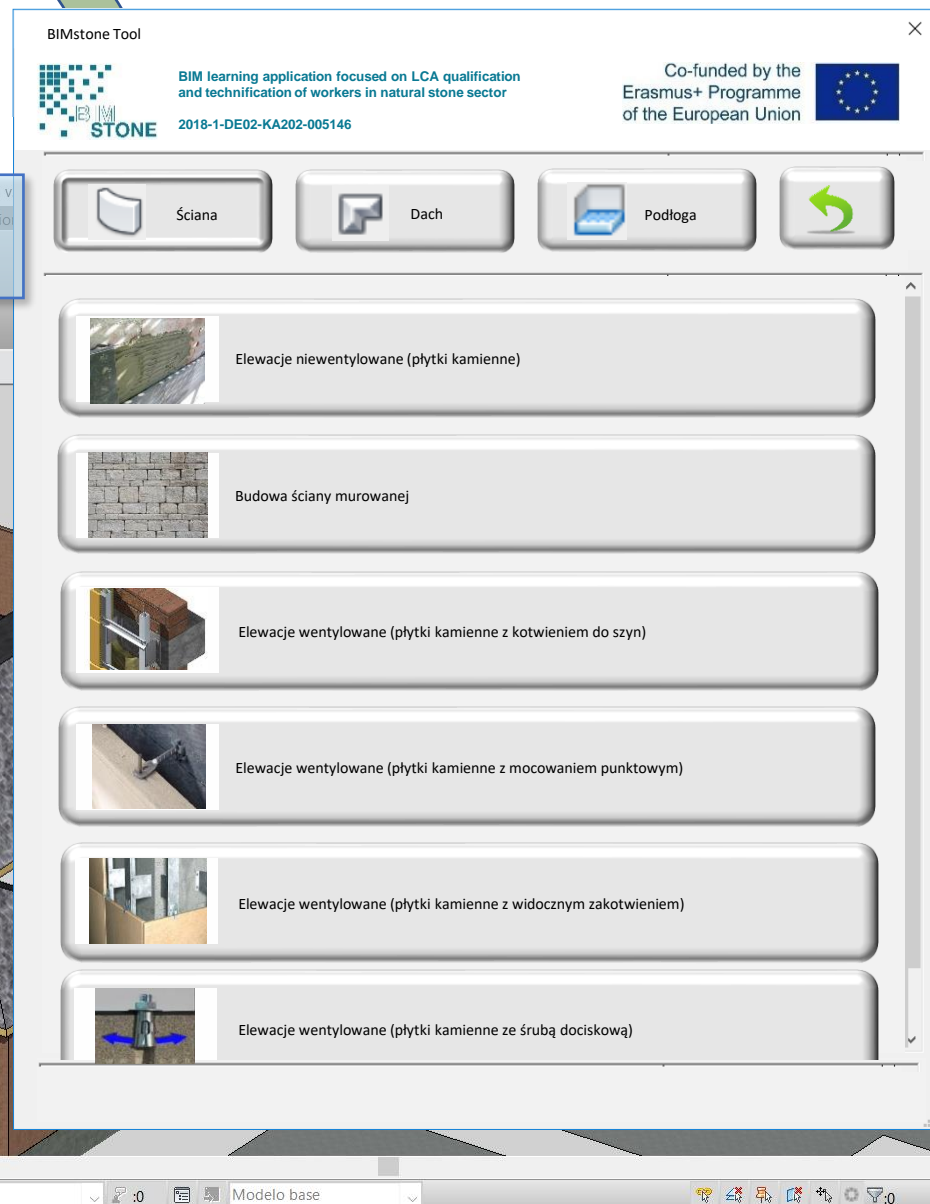 BIMstone Tool
BIM
STONE
BIM learning application focused on LCA qualification
and technification of workers in natural stone sector
2018-1-DE02-KA202-005146
Co-funded by the
Erasmus+ Programme
of the European Union
Ściana
Dach
Podłoga
Elewacje niewentylowane (płytki kamienne)
Budowa ściany murowanej
Elewacje wentylowane (płytki kamienne z kotwieniem do szyn)
Elewacje wentylowane (płytki kamienne z mocowaniem punktowym)
Elewacje wentylowane (płytki kamienne z widocznym zakotwieniem)
Elewacje wentylowane (płytki kamienne ze śrubą dociskową)
:0
Modelo base
:0